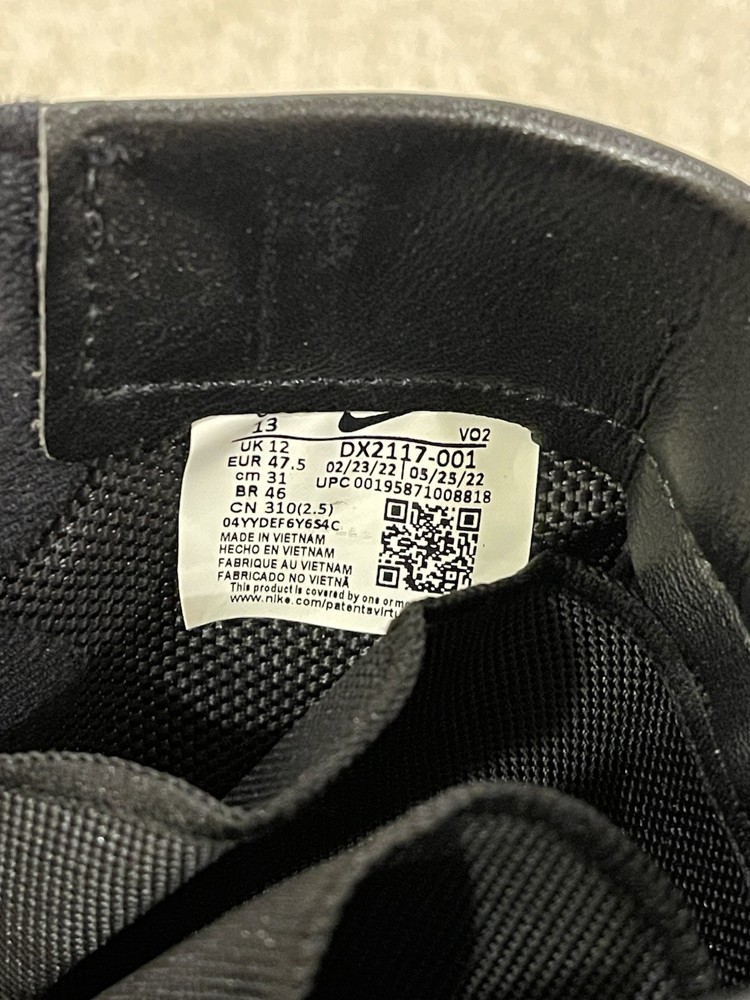 13
VO2
UK 12
DX2117-001
EUR 47.5
02/23/22 | 05/25/22
cm 31
UPC 00195871008818
BR 46
CN 310(2.5)
04YYDEF6Y6S4C
MADE IN VIETNAM
HECHO EN VIETNAM
FABRIQUE AU VIETNAM
FABRICADO NO VIETNÃ
This product is covered by one or
www.nike.com/patents